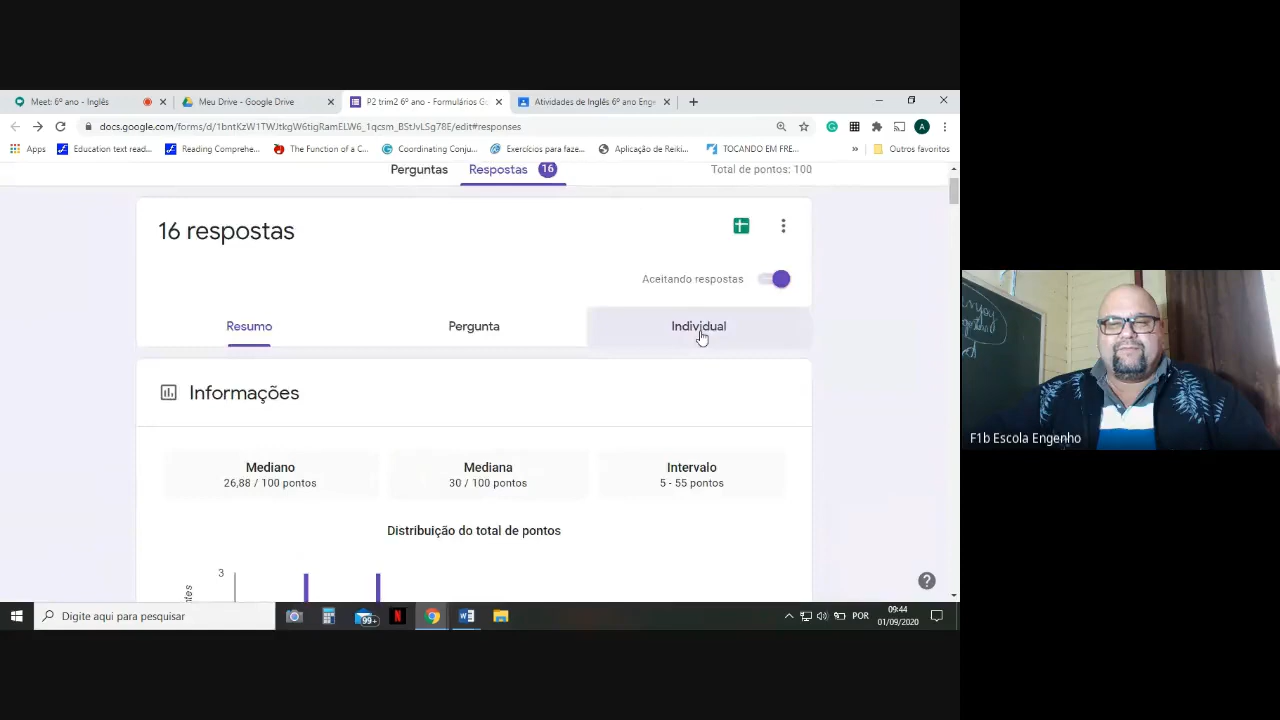 Meet: 6º ano - Inglês
Meu Drive - Google Drive
P2 trim2 6º ano - Formulários Go
Atividades de Inglês 6º ano Enge
docs.google.com/forms/d/1bntKzW1TWJtkgW6tigRamELW6_1qcsm_BStJvLSg78E/edit#responses
A
Apps
Education text read...
Reading Comprehe...
The Function of a C...
Coordinating Conju...
Exercícios para faze...
Aplicação de Reiki...
TOCANDO EM FRE...
»
Outros favoritos
Perguntas
Respostas 16
Total de pontos: 100
16 respostas
Aceitando respostas
Resumo
Pergunta
Individual
Informações
Mediano
26,88 / 100 pontos
Mediana
30 / 100 pontos
Intervalo
5 - 55 pontos
Distribuição do total de pontos
3
F1b Escola Engenho
Digite aqui para pesquisar
99+
N
POR
09:44
01/09/2020